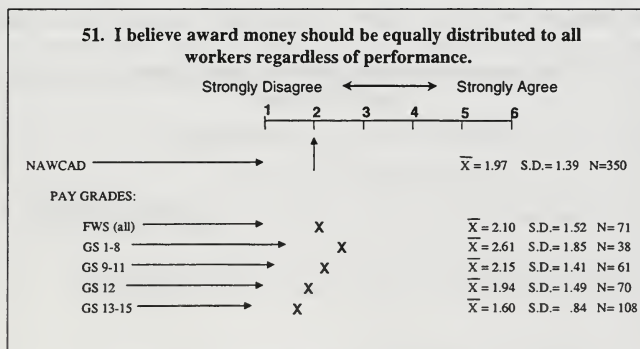 51. I believe award money should be equally distributed to all
workers regardless of performance.
Strongly Disagree Strongly Agree
1 2 3 4 5 6
NAWCAD X̅ = 1.97 S.D. = 1.39 N=350
PAY GRADES:
FWS (all) X X̅ = 2.10 S.D.= 1.52 N= 71
GS 1-8 X X̅ = 2.61 S.D.= 1.85 N= 38
GS 9-11 X X̅ = 2.15 S.D.= 1.41 N= 61
GS 12 X X̅ = 1.94 S.D.= 1.49 N= 70
GS 13-15 X X̅ = 1.60 S.D.= .84 N= 108